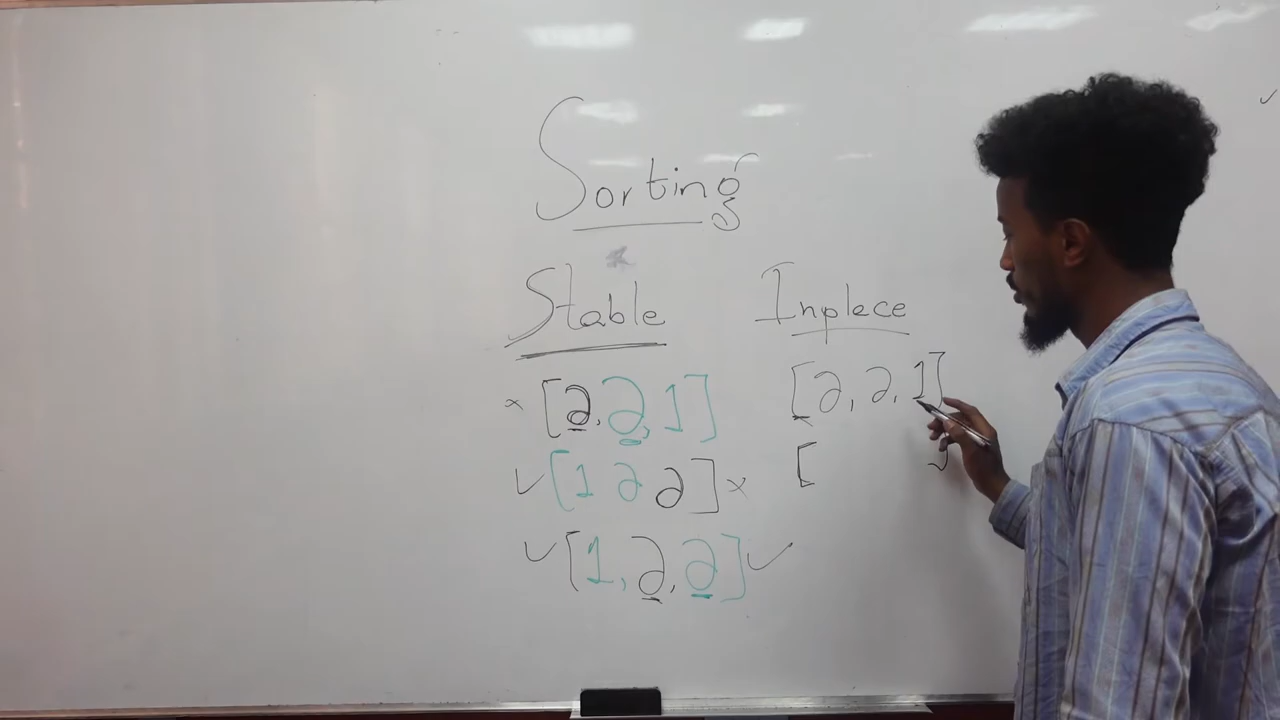 Sorting
Stable Inplece
× [2, 2, 1] [2, 2, 1]
✓ [1 2 2] × [
✓ [1, 2, 2] ✓